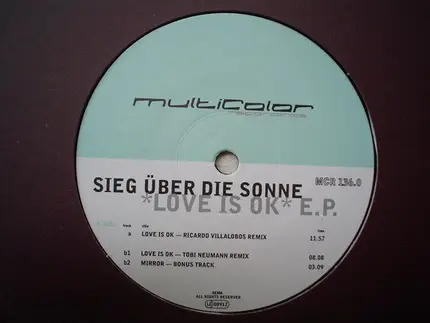 multicolor
recordings
MCR 136.0
SIEG ÜBER DIE SONNE
*LOVE IS OK* E.P.
track title time
a LOVE IS OK — RICARDO VILLALOBOS REMIX 11.57
b1 LOVE IS OK — TOBI NEUMANN REMIX 08.08
b2 MIRROR — BONUS TRACK 03.09
GEMA
ALL RIGHTS RESERVED